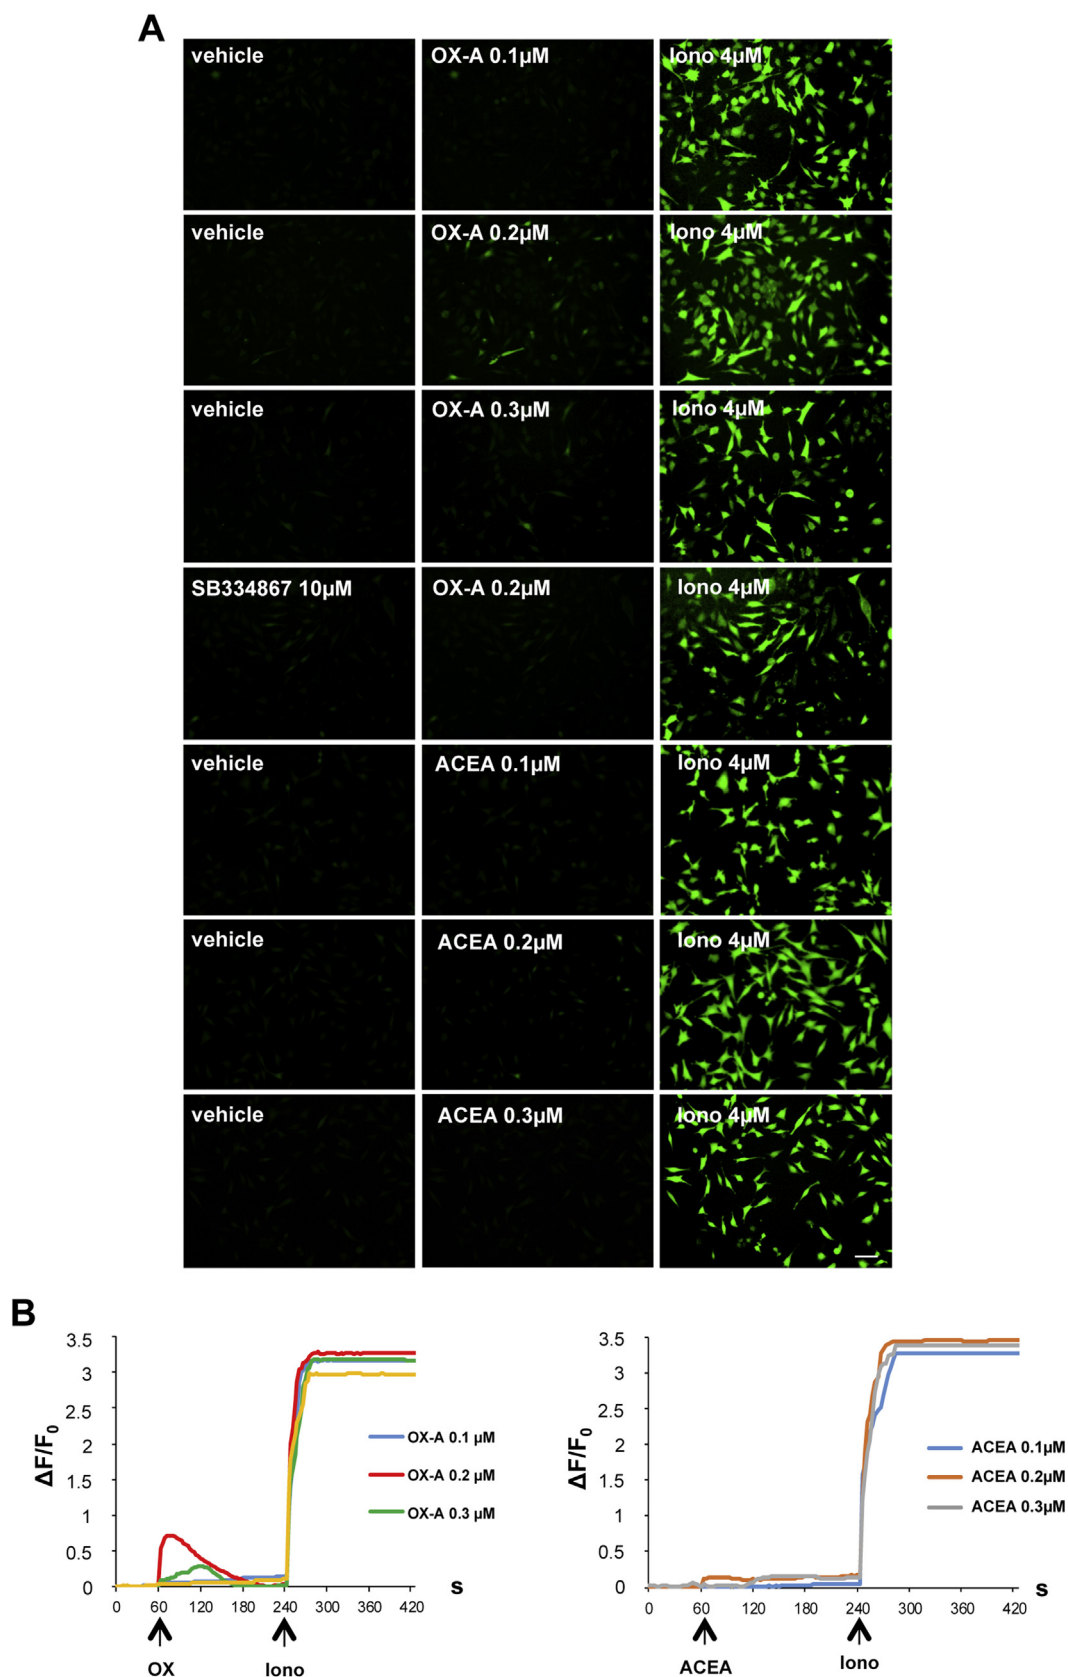 A
vehicle OX-A 0.1µM Iono 4µM
vehicle OX-A 0.2µM Iono 4µM
vehicle OX-A 0.3µM Iono 4µM
SB334867 10µM OX-A 0.2µM Iono 4µM
vehicle ACEA 0.1µM Iono 4µM
vehicle ACEA 0.2µM Iono 4µM
vehicle ACEA 0.3µM Iono 4µM
B
ΔF/F0
3.5
3
2.5
2
1.5
1
0.5
0
0 60 120 180 240 300 360 420 s
OX Iono
OX-A 0.1 µM
OX-A 0.2 µM
OX-A 0.3 µM
ΔF/F0
3.5
3
2.5
2
1.5
1
0.5
0
0 60 120 180 240 300 360 420 s
ACEA Iono
ACEA 0.1µM
ACEA 0.2µM
ACEA 0.3µM